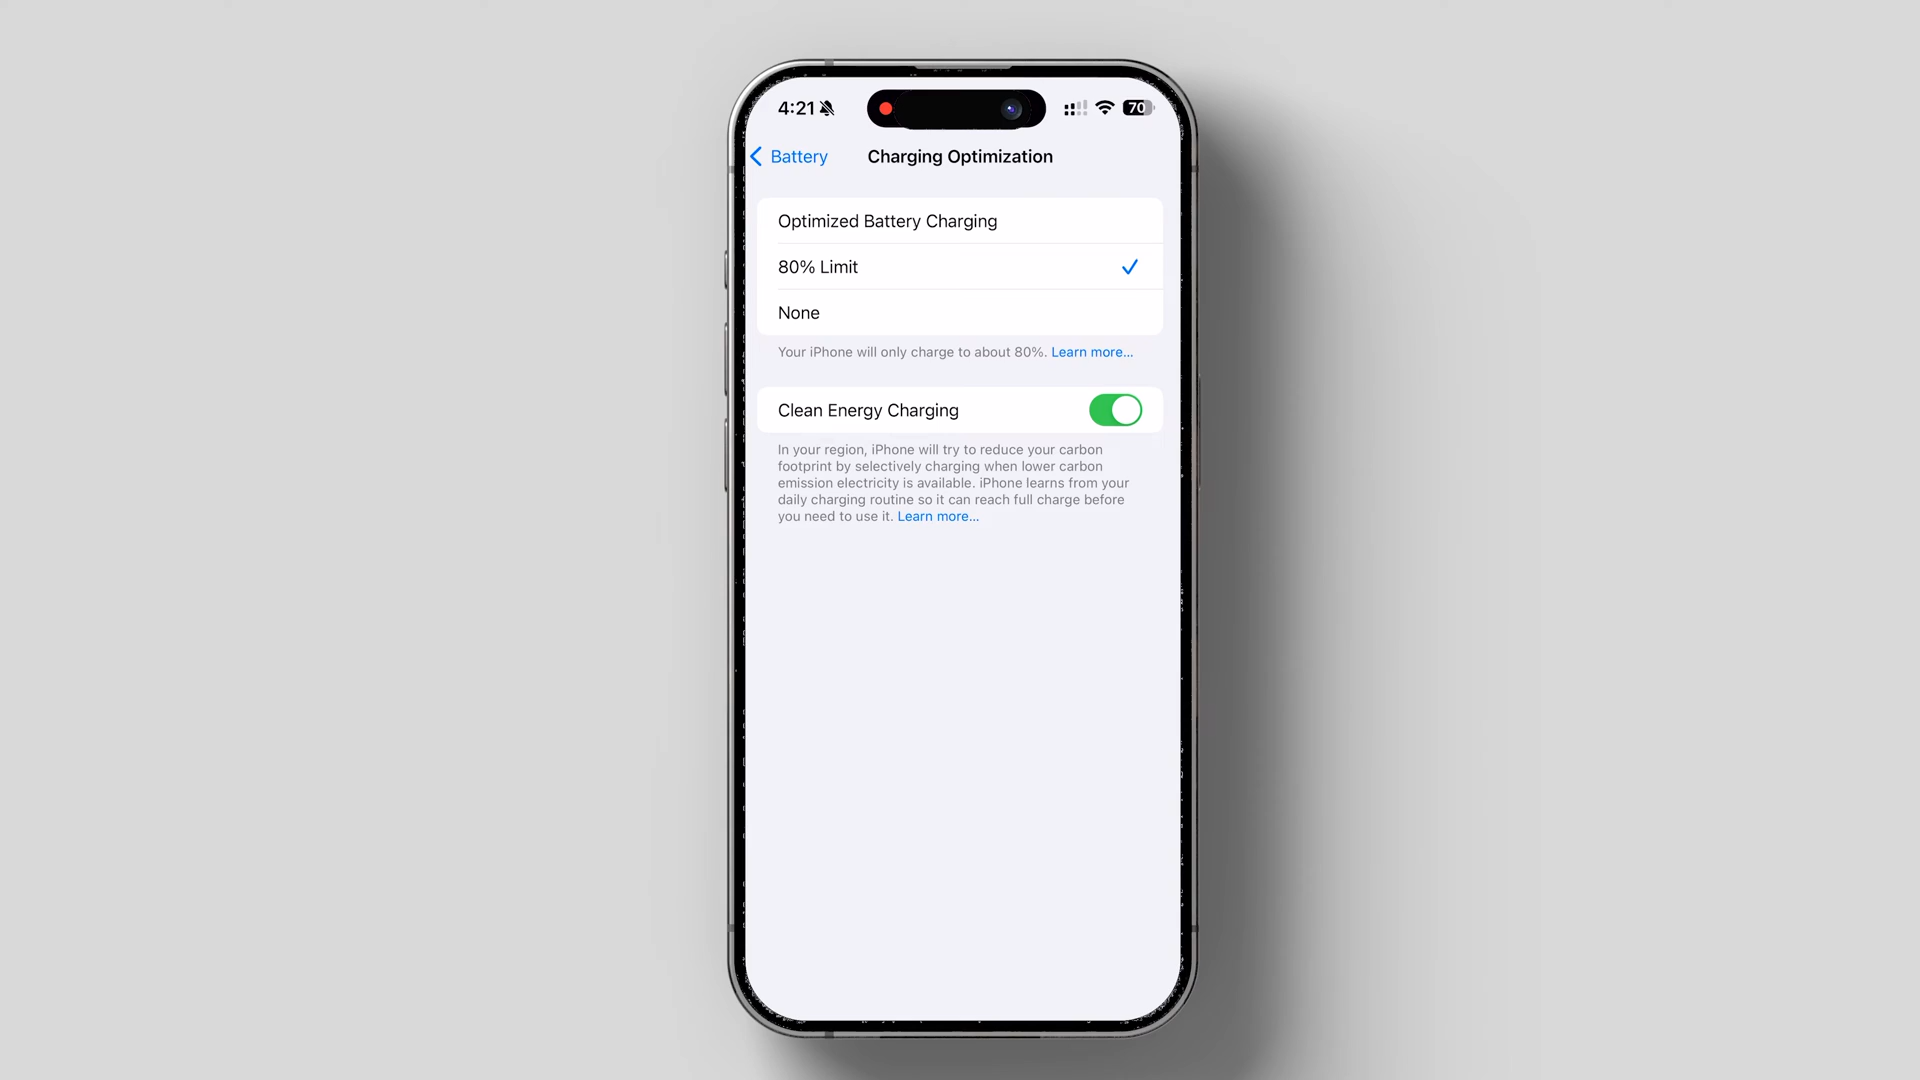 4:21
70
Battery
Charging Optimization
Optimized Battery Charging
80% Limit
None
Your iPhone will only charge to about 80%. Learn more...
Clean Energy Charging
In your region, iPhone will try to reduce your carbon
footprint by selectively charging when lower carbon
emission electricity is available. iPhone learns from your
daily charging routine so it can reach full charge before
you need to use it. Learn more...